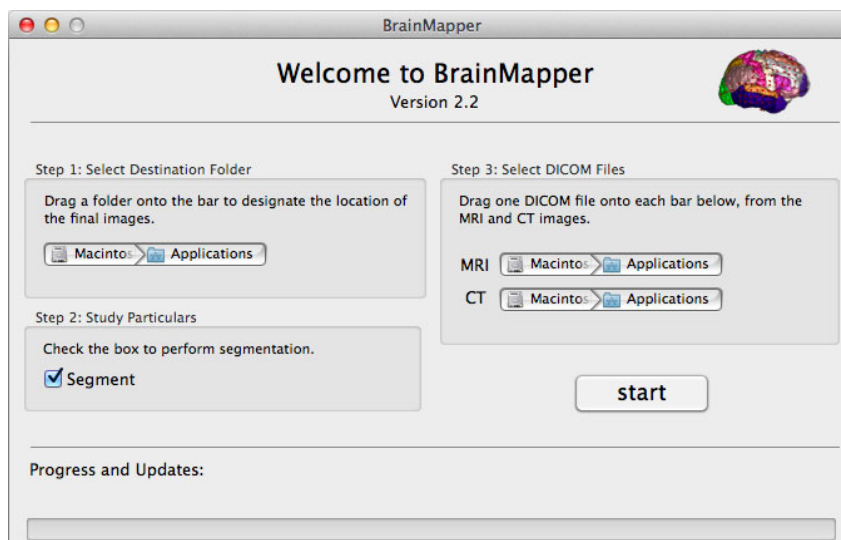 BrainMapper
Welcome to BrainMapper
Version 2.2
Step 1: Select Destination Folder
Drag a folder onto the bar to designate the location of
the final images.
Macintos Applications
Step 2: Study Particulars
Check the box to perform segmentation.
Segment
Step 3: Select DICOM Files
Drag one DICOM file onto each bar below, from the
MRI and CT images.
MRI Macintos Applications
CT Macintos Applications
start
Progress and Updates: